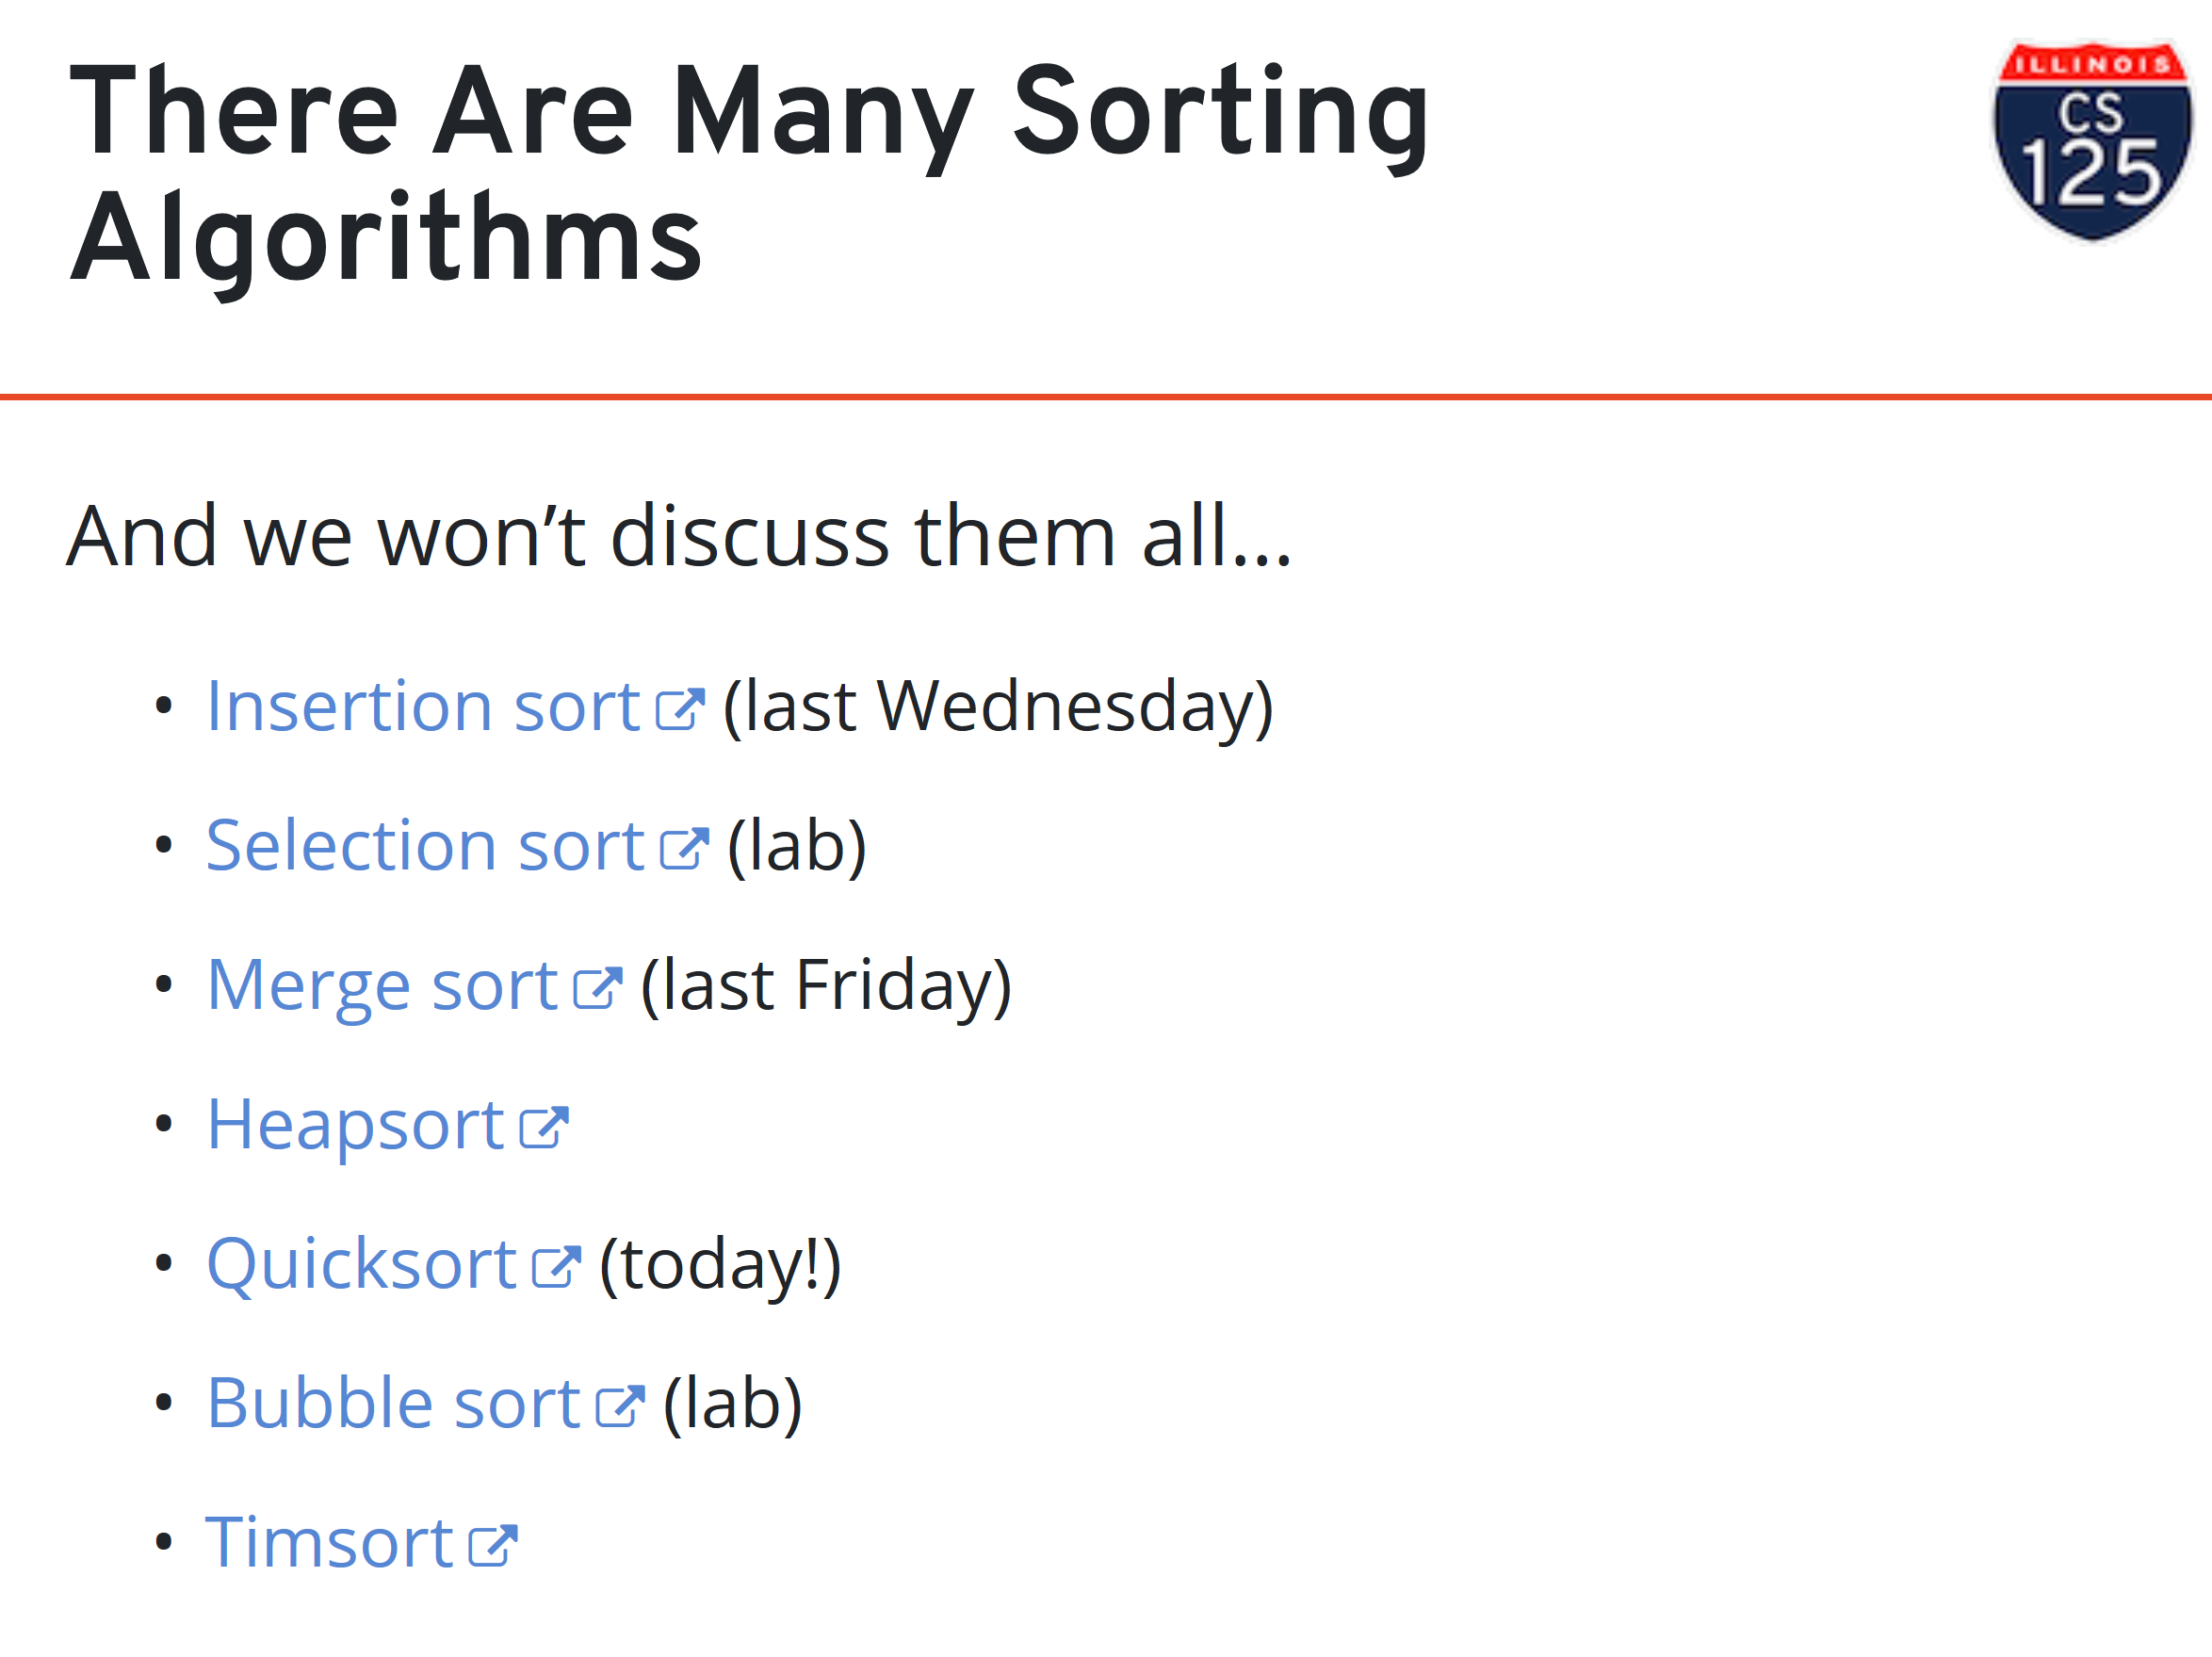 There Are Many Sorting
Algorithms
ILLINOIS
CS
125
And we won’t discuss them all…
• Insertion sort (last Wednesday)
• Selection sort (lab)
• Merge sort (last Friday)
• Heapsort
• Quicksort (today!)
• Bubble sort (lab)
• Timsort